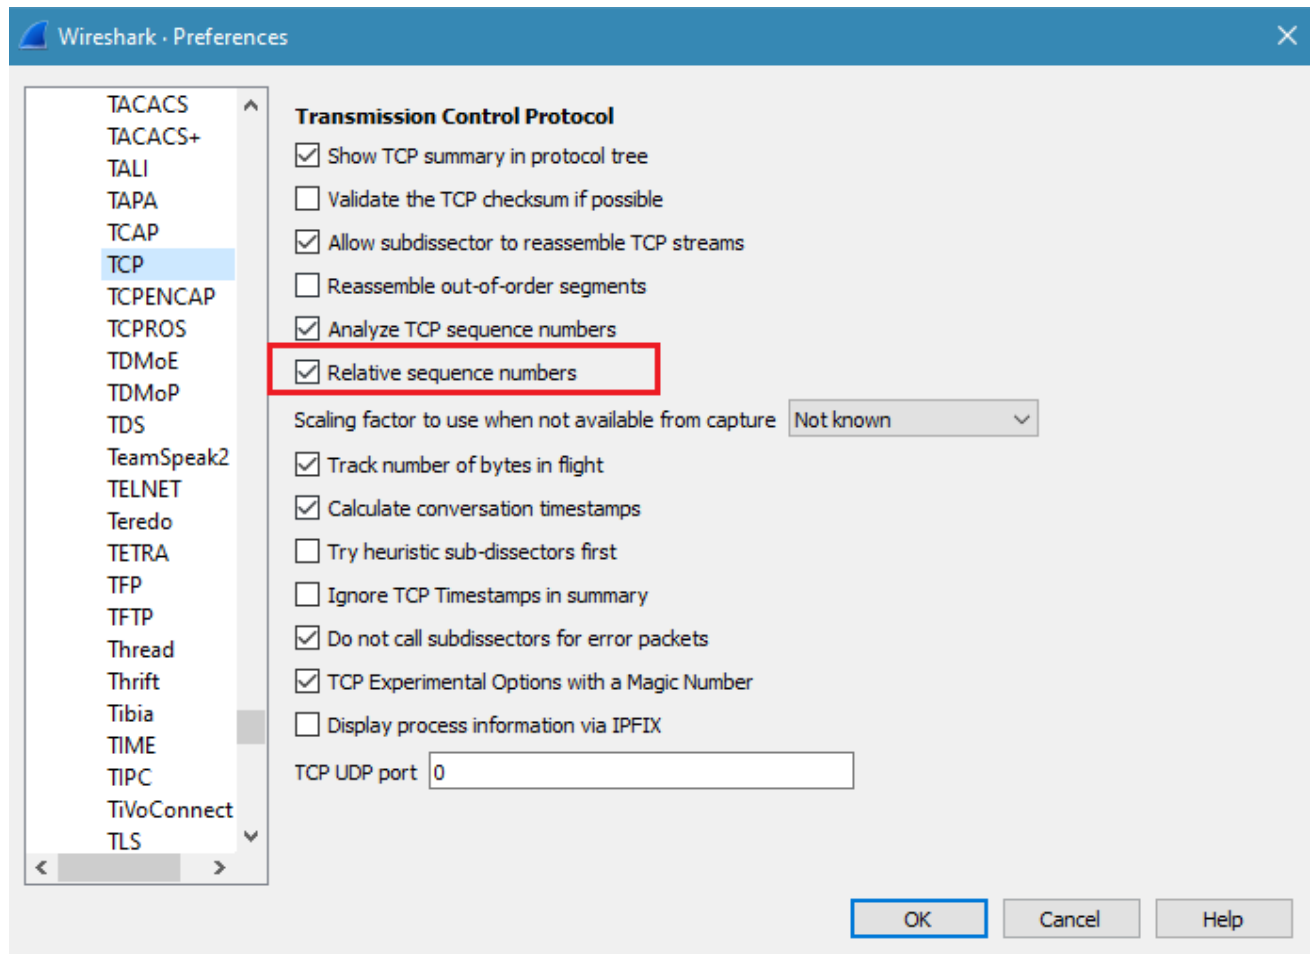 Wireshark · Preferences
TACACS
TACACS+
TALI
TAPA
TCAP
TCP
TCPENCAP
TCPROS
TDMoE
TDMoP
TDS
TeamSpeak2
TELNET
Teredo
TETRA
TFP
TFTP
Thread
Thrift
Tibia
TIME
TIPC
TiVoConnect
TLS
Transmission Control Protocol
Show TCP summary in protocol tree
Validate the TCP checksum if possible
Allow subdissector to reassemble TCP streams
Reassemble out-of-order segments
Analyze TCP sequence numbers
Relative sequence numbers
Scaling factor to use when not available from capture Not known
Track number of bytes in flight
Calculate conversation timestamps
Try heuristic sub-dissectors first
Ignore TCP Timestamps in summary
Do not call subdissectors for error packets
TCP Experimental Options with a Magic Number
Display process information via IPFIX
TCP UDP port 0
OK Cancel Help